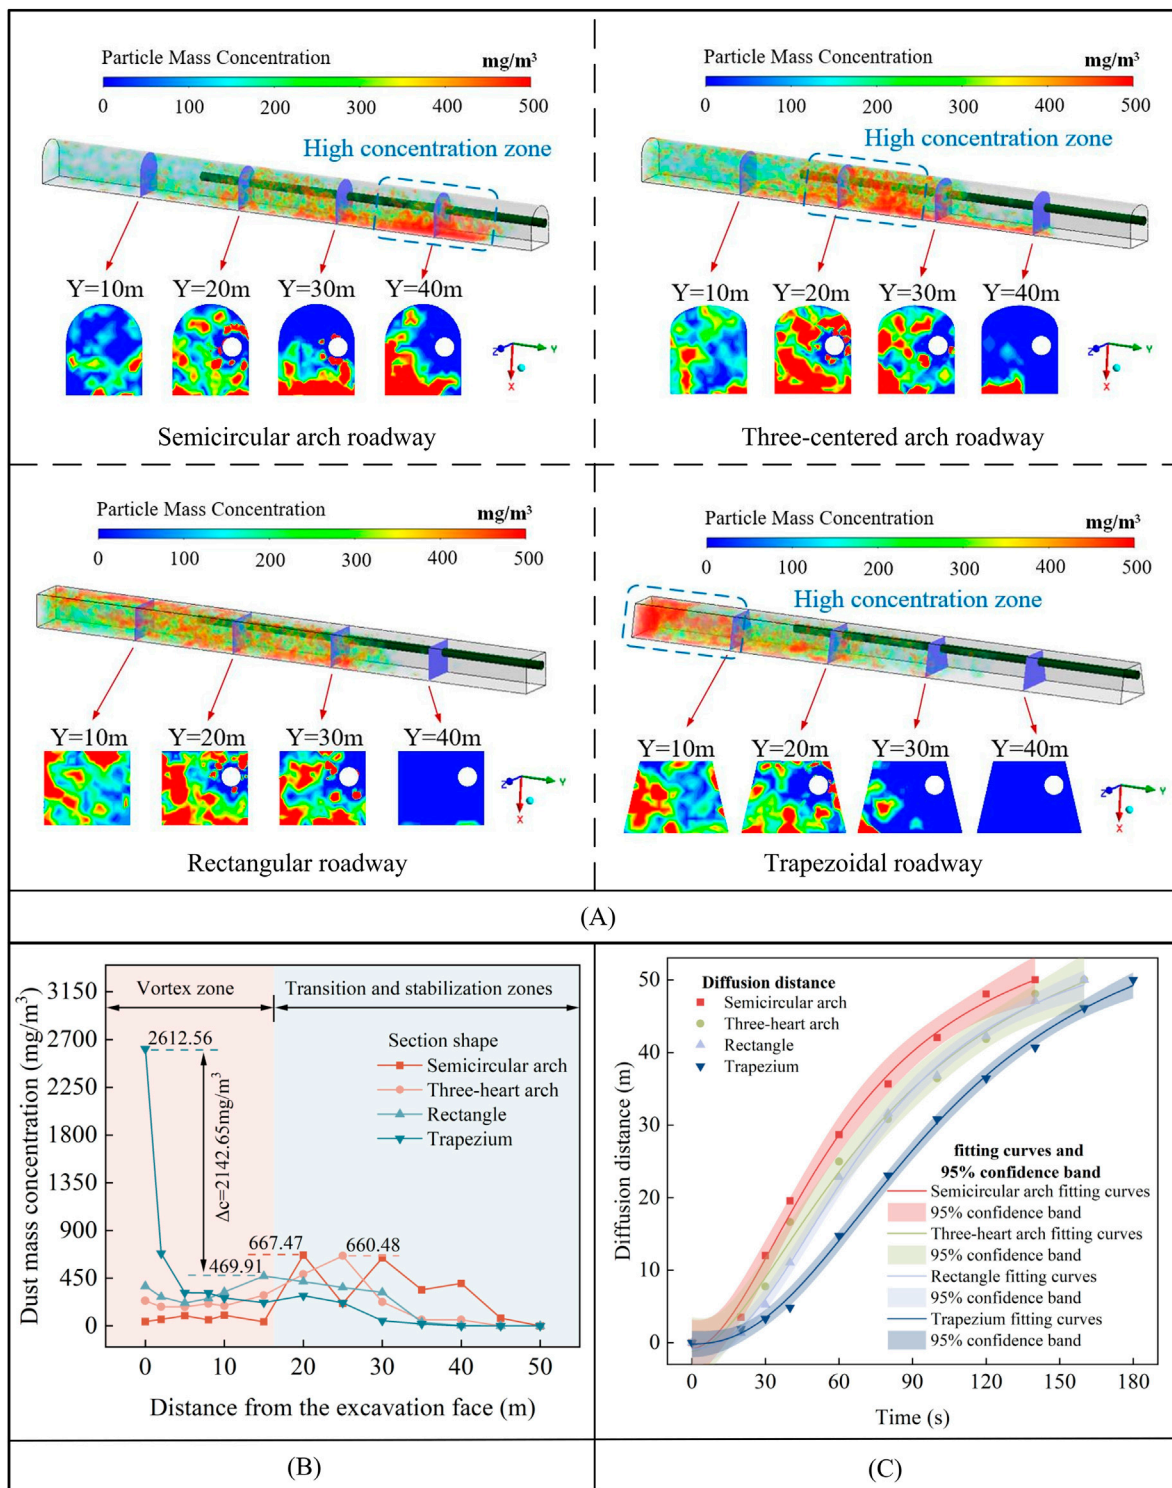 Particle Mass Concentration mg/m³
0 100 200 300 400 500
High concentration zone
Y=10m Y=20m Y=30m Y=40m
Z Y X
Semicircular arch roadway
Particle Mass Concentration mg/m³
0 100 200 300 400 500
High concentration zone
Y=10m Y=20m Y=30m Y=40m
Z Y X
Three-centered arch roadway
Particle Mass Concentration mg/m³
0 100 200 300 400 500
Y=10m Y=20m Y=30m Y=40m
Z Y X
Rectangular roadway
Particle Mass Concentration mg/m³
0 100 200 300 400 500
High concentration zone
Y=10m Y=20m Y=30m Y=40m
Z Y X
Trapezoidal roadway
(A)
Dust mass concentration (mg/m³)
3150
2700
2250
1800
1350
900
450
0
Vortex zone
Transition and stabilization zones
2612.56
Δc=2142.65mg/m³
469.91
667.47
660.48
Section shape
Semicircular arch
Three-heart arch
Rectangle
Trapezium
0 10 20 30 40 50
Distance from the excavation face (m)
(B)
Diffusion distance (m)
50
40
30
20
10
0
Diffusion distance
Semicircular arch
Three-heart arch
Rectangle
Trapezium
fitting curves and
95% confidence band
Semicircular arch fitting curves
95% confidence band
Three-heart arch fitting curves
95% confidence band
Rectangle fitting curves
95% confidence band
Trapezium fitting curves
95% confidence band
0 30 60 90 120 150 180
Time (s)
(C)